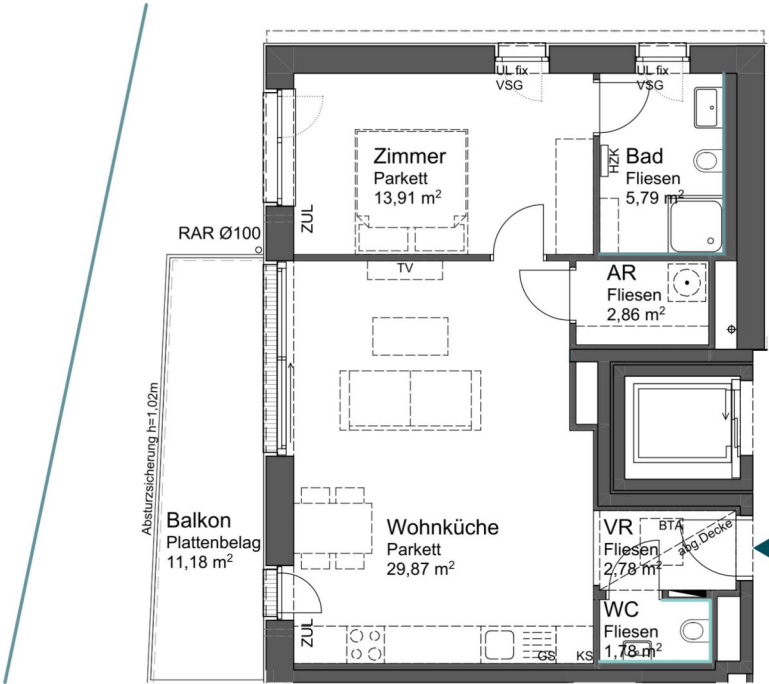 UL fix
VSG
UL fix
VSG
Zimmer
Parkett
13,91 m²
HZK
Bad
Fliesen
5,79 m²
ZUL
RAR Ø100
TV
AR
Fliesen
2,86 m²
Absturzsicherung h=1,02m
Balkon
Plattenbelag
11,18 m²
Wohnküche
Parkett
29,87 m²
VR
Fliesen
2,78 m²
BTA
abg.Decke
WC
Fliesen
1,78 m²
ZUL
GS
KS